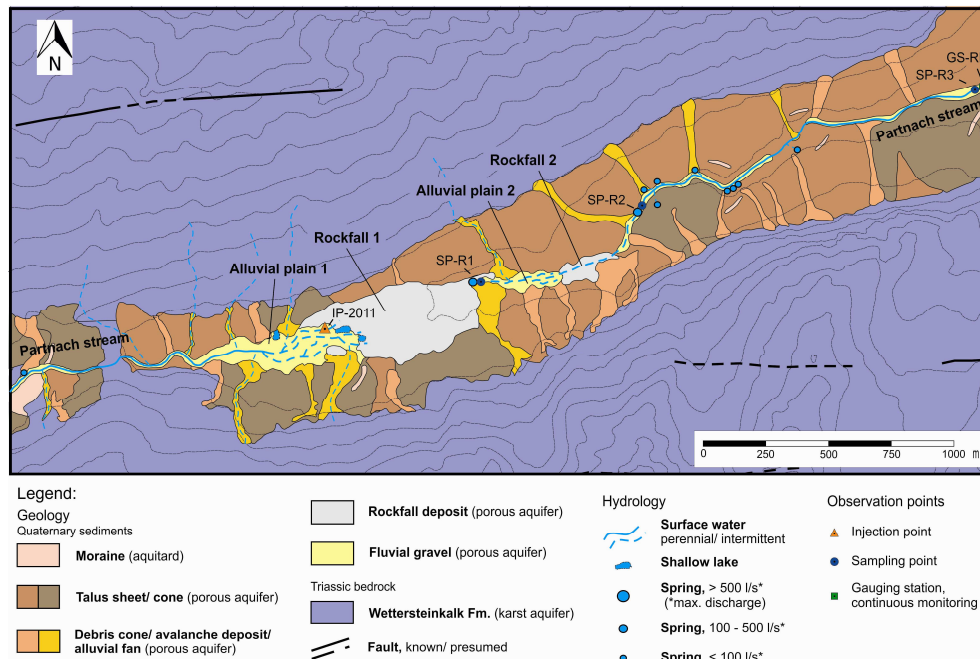 N
GS-R
SP-R3
Partnach stream
Rockfall 2
Alluvial plain 2
SP-R2
Rockfall 1
SP-R1
Alluvial plain 1
IP-2011
Partnach stream
0 250 500 750 1000 m
Legend:
Geology
Quaternary sediments
Moraine (aquitard)
Talus sheet/ cone (porous aquifer)
Debris cone/ avalanche deposit/
alluvial fan (porous aquifer)
Rockfall deposit (porous aquifer)
Fluvial gravel (porous aquifer)
Triassic bedrock
Wettersteinkalk Fm. (karst aquifer)
Fault, known/ presumed
Hydrology
Surface water
perennial/ intermittent
Shallow lake
Spring, > 500 l/s*
(*max. discharge)
Spring, 100 - 500 l/s*
Spring, < 100 l/s*
Observation points
Injection point
Sampling point
Gauging station,
continuous monitoring